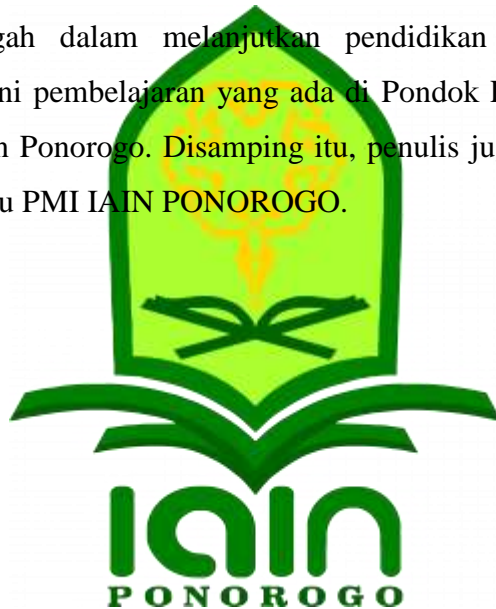 gah dalam melanjutkan pendidikan
ni pembelajaran yang ada di Pondok
n Ponorogo. Disamping itu, penulis ju
u PMI IAIN PONOROGO.
iain
PONOROGO